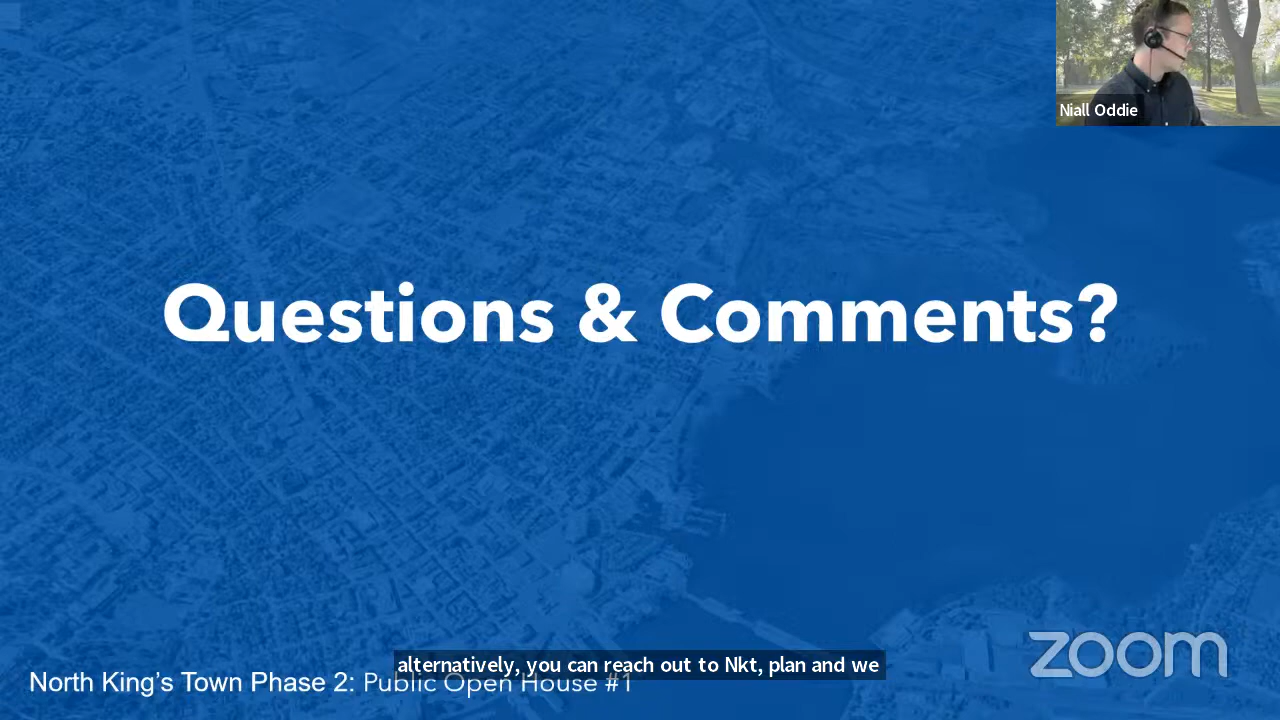 Niall Oddie
Questions & Comments?
zoom
alternatively, you can reach out to Nkt, plan and we
North King's Town Phase 2: Public Open House #1